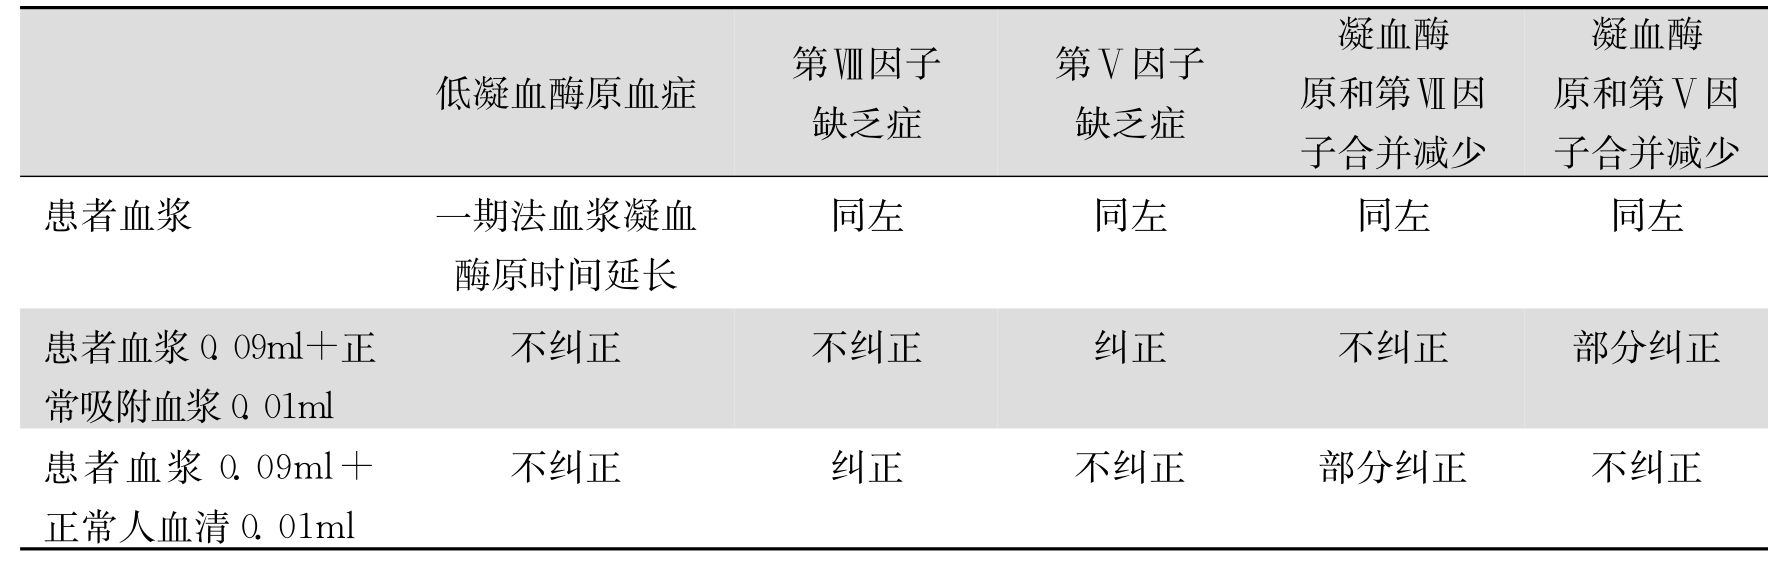 低凝血酶原血症
第Ⅷ因子
缺乏症
第Ⅴ因子
缺乏症
凝血酶
原和第Ⅶ因
子合并减少
凝血酶
原和第Ⅴ因
子合并减少
患者血浆
一期法血浆凝血
酶原时间延长
同左
同左
同左
同左
患者血浆0.09ml＋正
常吸附血浆0.01ml
不纠正
不纠正
纠正
不纠正
部分纠正
患者血浆0.09ml＋
正常人血清0.01ml
不纠正
纠正
不纠正
部分纠正
不纠正